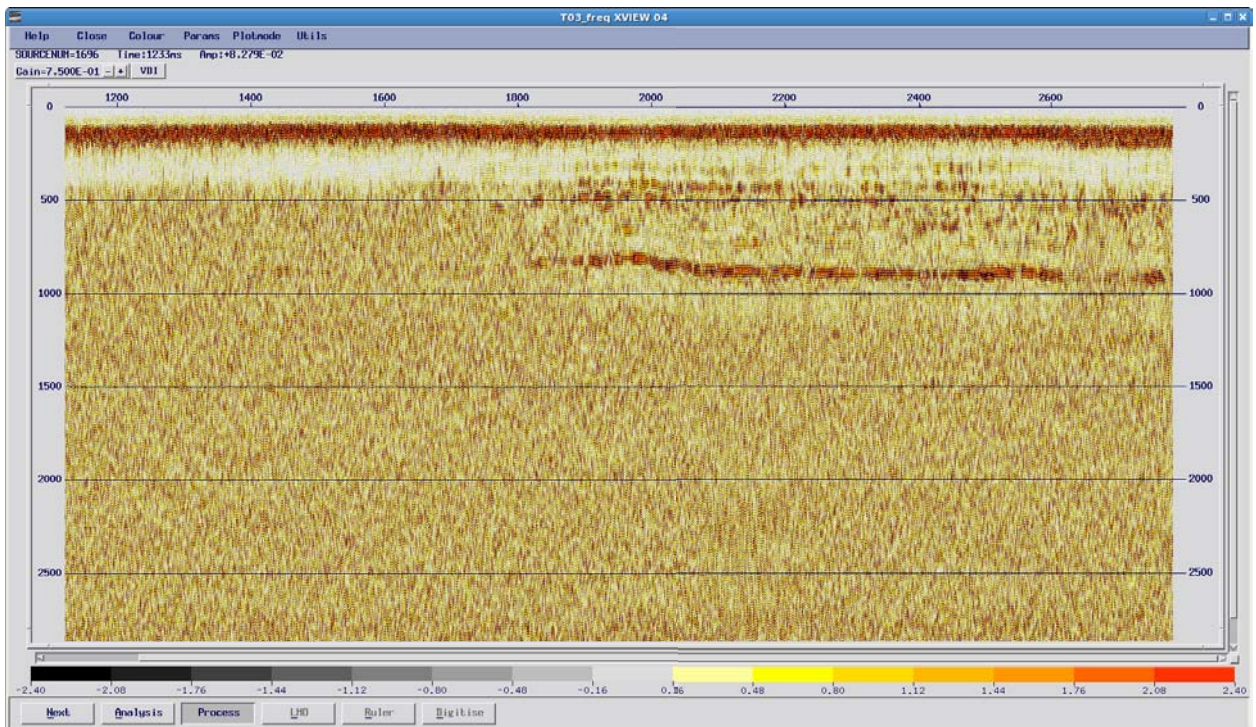 T03_freq XVIEW 04
Help Close Colour Params Plotmode Utils
SOURCENUM=1696 Time:1233ms Amp:+8.279E-02
Gain=7.500E-01 - + VDI
1200 1400 1600 1800 2000 2200 2400 2600
0 0
500 500
1000 1000
1500 1500
2000 2000
2500 2500
-2.40 -2.08 -1.76 -1.44 -1.12 -0.80 -0.48 -0.16 0.16 0.48 0.80 1.12 1.44 1.76 2.08 2.40
Next Analysis Process LMO Ruler Digitise